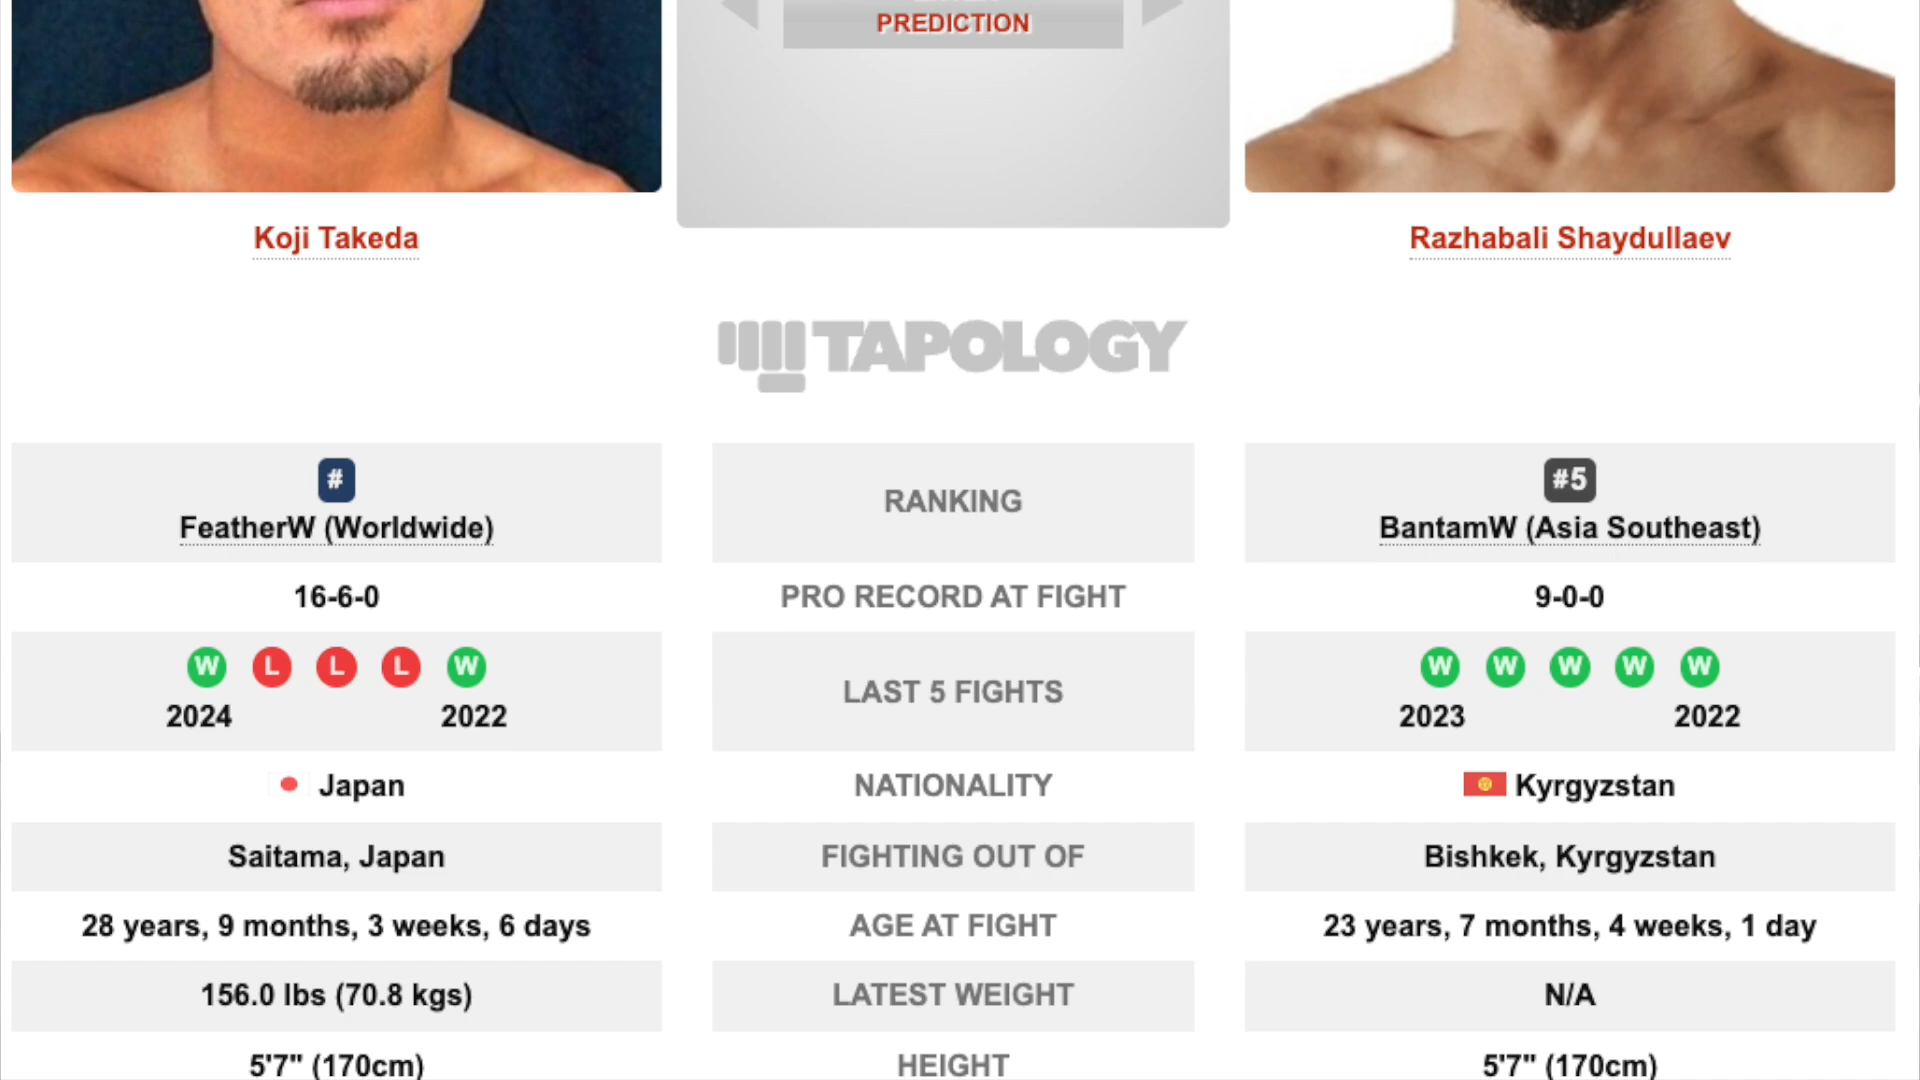 PREDICTION
Koji Takeda
Razhabali Shaydullaev
TAPOLOGY
#
FeatherW (Worldwide)
RANKING
#5
BantamW (Asia Southeast)
16-6-0
PRO RECORD AT FIGHT
9-0-0
W L L L W
2024 2022
LAST 5 FIGHTS
W W W W W
2023 2022
Japan
NATIONALITY
Kyrgyzstan
Saitama, Japan
FIGHTING OUT OF
Bishkek, Kyrgyzstan
28 years, 9 months, 3 weeks, 6 days
AGE AT FIGHT
23 years, 7 months, 4 weeks, 1 day
156.0 lbs (70.8 kgs)
LATEST WEIGHT
N/A
5'7" (170cm)
HEIGHT
5'7" (170cm)